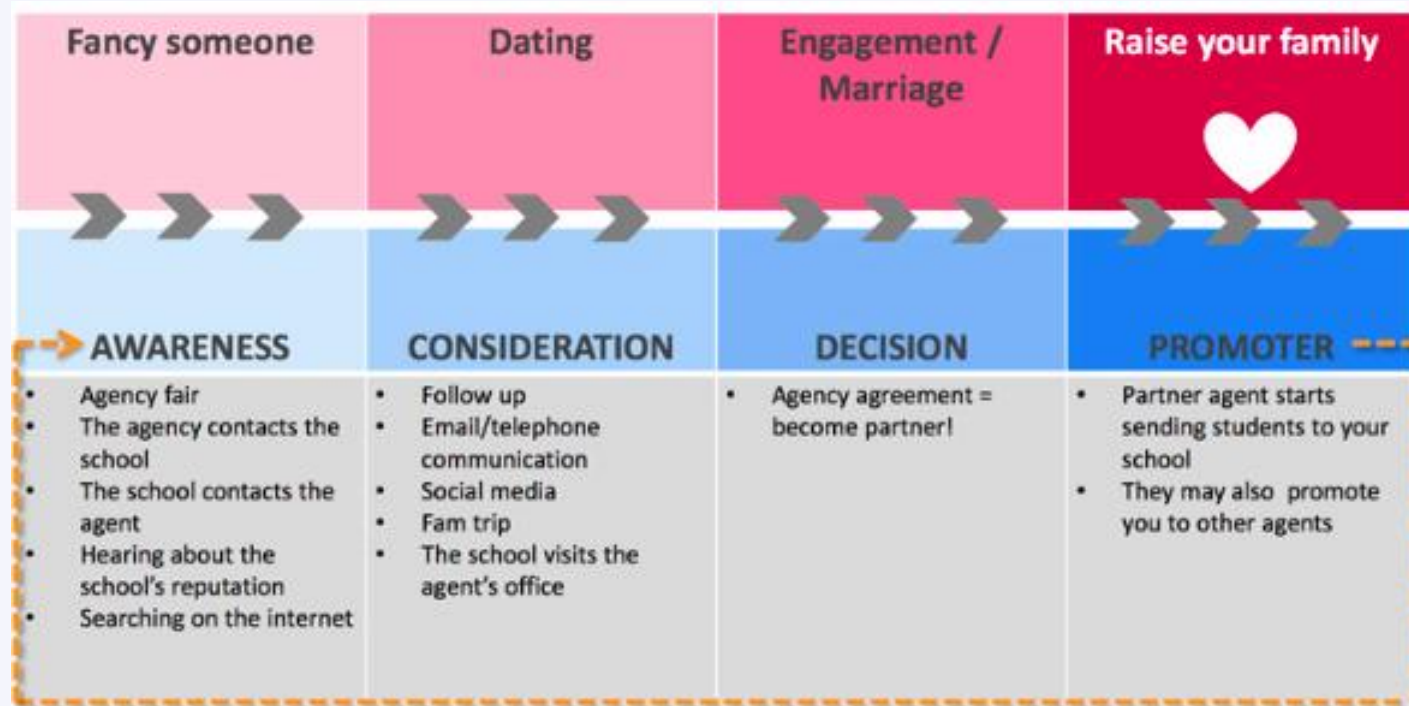 Fancy someone
Dating
Engagement /
Marriage
Raise your family
AWARENESS
CONSIDERATION
DECISION
PROMOTER
• Agency fair
• The agency contacts the
school
• The school contacts the
agent
• Hearing about the
school's reputation
• Searching on the internet
• Follow up
• Email/telephone
communication
• Social media
• Fam trip
• The school visits the
agent's office
• Agency agreement =
become partner!
• Partner agent starts
sending students to your
school
• They may also promote
you to other agents